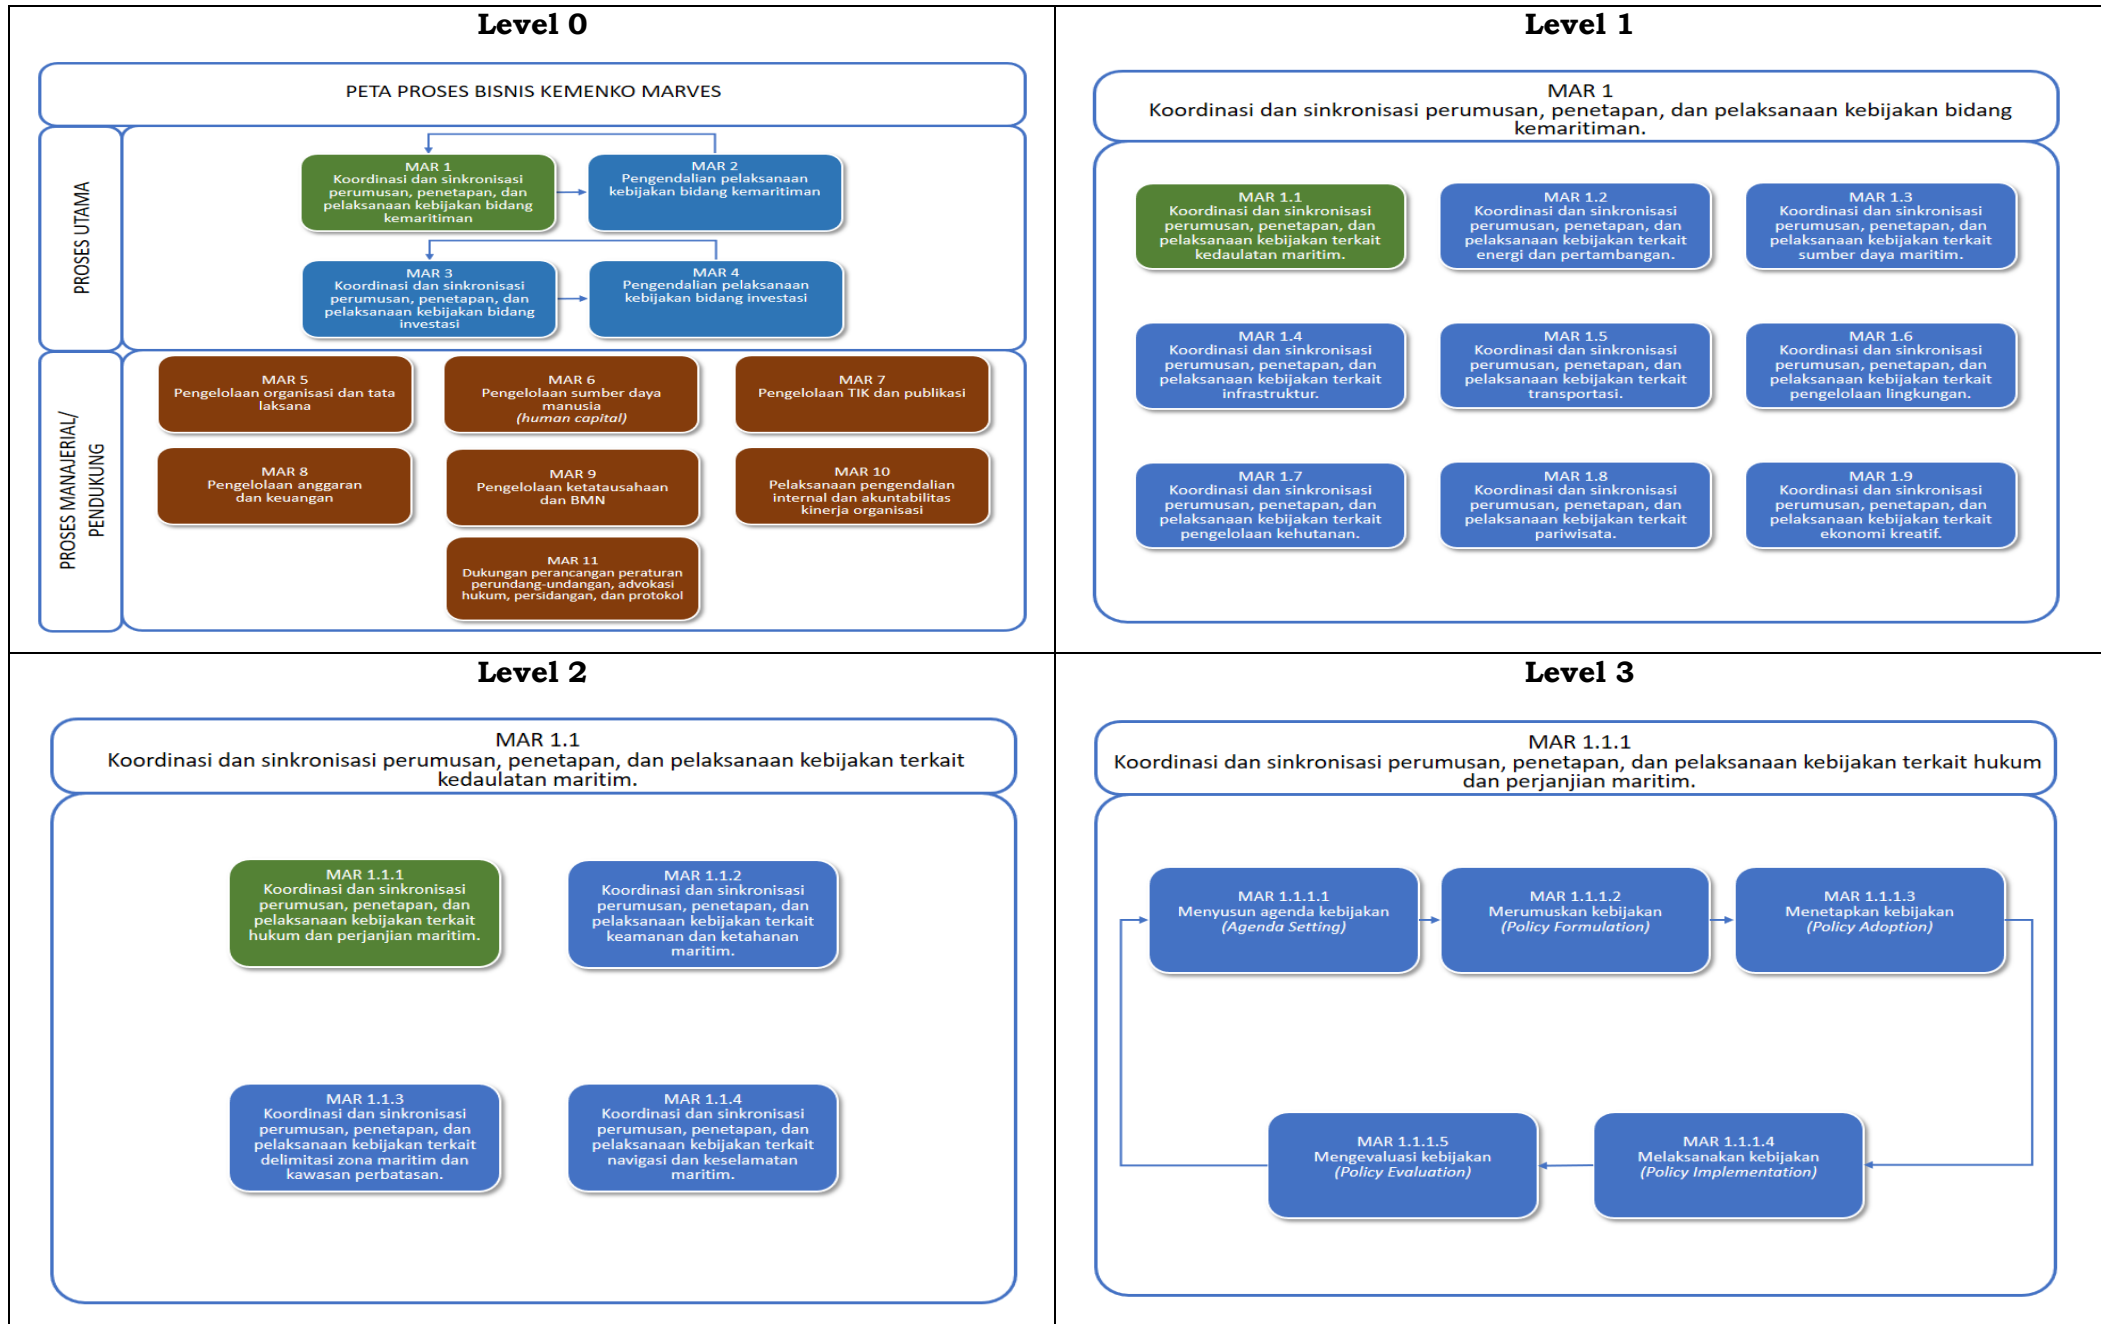 Level 0
PETA PROSES BISNIS KEMENKO MARVES
PROSES UTAMA
MAR 1
Koordinasi dan sinkronisasi
perumusan, penetapan, dan
pelaksanaan kebijakan bidang
kemaritiman
MAR 2
Pengendalian pelaksanaan
kebijakan bidang kemaritiman
MAR 3
Koordinasi dan sinkronisasi
perumusan, penetapan, dan
pelaksanaan kebijakan bidang
investasi
MAR 4
Pengendalian pelaksanaan
kebijakan bidang investasi
PROSES MANAJERIAL/
PENDUKUNG
MAR 5
Pengelolaan organisasi dan tata
laksana
MAR 6
Pengelolaan sumber daya
manusia
(human capital)
MAR 7
Pengelolaan TIK dan publikasi
MAR 8
Pengelolaan anggaran
dan keuangan
MAR 9
Pengelolaan ketatausahaan
dan BMN
MAR 10
Pelaksanaan pengendalian
internal dan akuntabilitas
kinerja organisasi
MAR 11
Dukungan perancangan peraturan
perundang-undangan, advokasi
hukum, persidangan, dan protokol
Level 1
MAR 1
Koordinasi dan sinkronisasi perumusan, penetapan, dan pelaksanaan kebijakan bidang
kemaritiman.
MAR 1.1
Koordinasi dan sinkronisasi
perumusan, penetapan, dan
pelaksanaan kebijakan terkait
kedaulatan maritim.
MAR 1.2
Koordinasi dan sinkronisasi
perumusan, penetapan, dan
pelaksanaan kebijakan terkait
energi dan pertambangan.
MAR 1.3
Koordinasi dan sinkronisasi
perumusan, penetapan, dan
pelaksanaan kebijakan terkait
sumber daya maritim.
MAR 1.4
Koordinasi dan sinkronisasi
perumusan, penetapan, dan
pelaksanaan kebijakan terkait
infrastruktur.
MAR 1.5
Koordinasi dan sinkronisasi
perumusan, penetapan, dan
pelaksanaan kebijakan terkait
transportasi.
MAR 1.6
Koordinasi dan sinkronisasi
perumusan, penetapan, dan
pelaksanaan kebijakan terkait
pengelolaan lingkungan.
MAR 1.7
Koordinasi dan sinkronisasi
perumusan, penetapan, dan
pelaksanaan kebijakan terkait
pengelolaan kehutanan.
MAR 1.8
Koordinasi dan sinkronisasi
perumusan, penetapan, dan
pelaksanaan kebijakan terkait
pariwisata.
MAR 1.9
Koordinasi dan sinkronisasi
perumusan, penetapan, dan
pelaksanaan kebijakan terkait
ekonomi kreatif.
Level 2
MAR 1.1
Koordinasi dan sinkronisasi perumusan, penetapan, dan pelaksanaan kebijakan terkait
kedaulatan maritim.
MAR 1.1.1
Koordinasi dan sinkronisasi
perumusan, penetapan, dan
pelaksanaan kebijakan terkait
hukum dan perjanjian maritim.
MAR 1.1.2
Koordinasi dan sinkronisasi
perumusan, penetapan, dan
pelaksanaan kebijakan terkait
keamanan dan ketahanan
maritim.
MAR 1.1.3
Koordinasi dan sinkronisasi
perumusan, penetapan, dan
pelaksanaan kebijakan terkait
delimitasi zona maritim dan
kawasan perbatasan.
MAR 1.1.4
Koordinasi dan sinkronisasi
perumusan, penetapan, dan
pelaksanaan kebijakan terkait
navigasi dan keselamatan
maritim.
Level 3
MAR 1.1.1
Koordinasi dan sinkronisasi perumusan, penetapan, dan pelaksanaan kebijakan terkait hukum
dan perjanjian maritim.
MAR 1.1.1.1
Menyusun agenda kebijakan
(Agenda Setting)
MAR 1.1.1.2
Merumuskan kebijakan
(Policy Formulation)
MAR 1.1.1.3
Menetapkan kebijakan
(Policy Adoption)
MAR 1.1.1.5
Mengevaluasi kebijakan
(Policy Evaluation)
MAR 1.1.1.4
Melaksanakan kebijakan
(Policy Implementation)